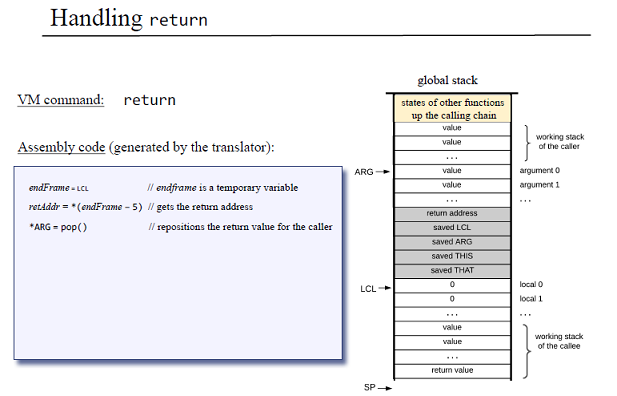 Handling return
VM command: return
Assembly code (generated by the translator):
endFrame = LCL // endframe is a temporary variable
retAddr = *(endFrame – 5) // gets the return address
*ARG = pop() // repositions the return value for the caller
global stack
states of other functions
up the calling chain
value
value
...
working stack
of the caller
ARG
value argument 0
value argument 1
... ...
return address
saved LCL
saved ARG
saved THIS
saved THAT
LCL
0 local 0
0 local 1
... ...
value
value
...
return value
working stack
of the callee
SP